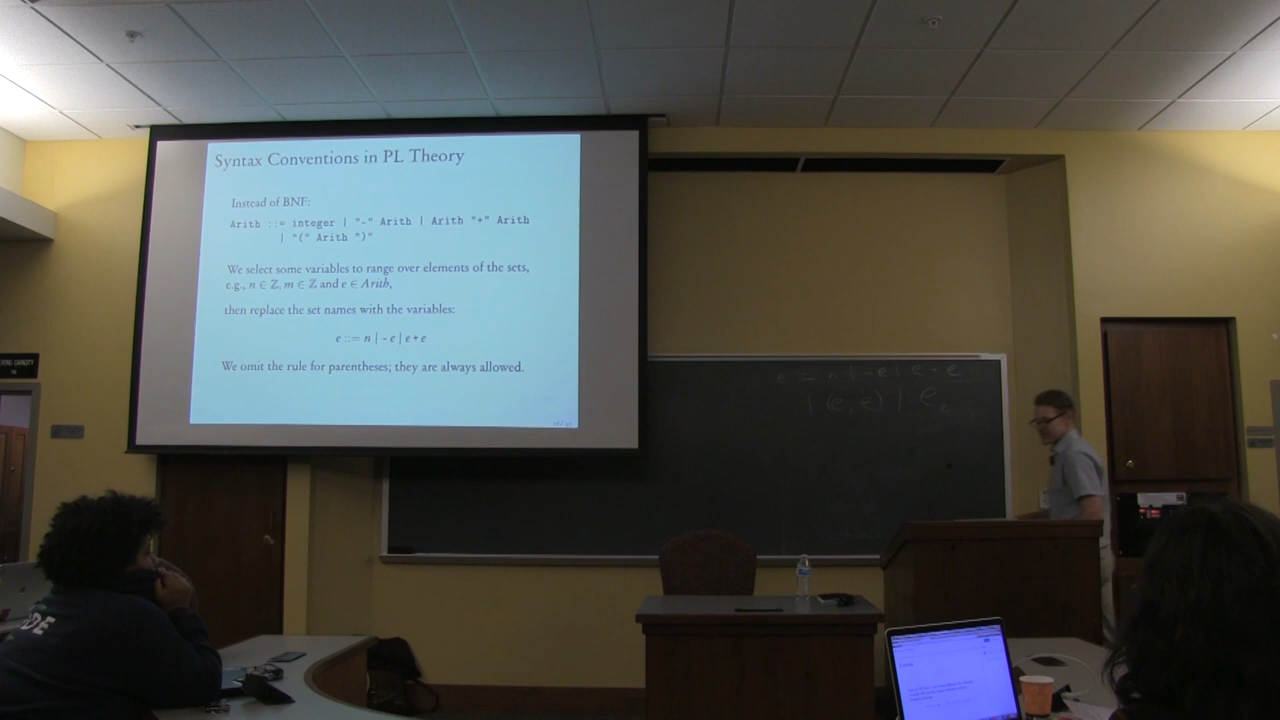 Syntax Conventions in PL Theory
Instead of BNF:
Arith ::= integer | "-" Arith | Arith "+" Arith
| "(" Arith ")"
We select some variables to range over elements of the sets,
e.g., n ∈ ℤ, m ∈ ℤ and e ∈ Arith,
then replace the set names with the variables:
e ::= n | -e | e+e
We omit the rule for parentheses; they are always allowed.
CAPACITY
e ::= n | -e | e + e
| (e, e) |
DE